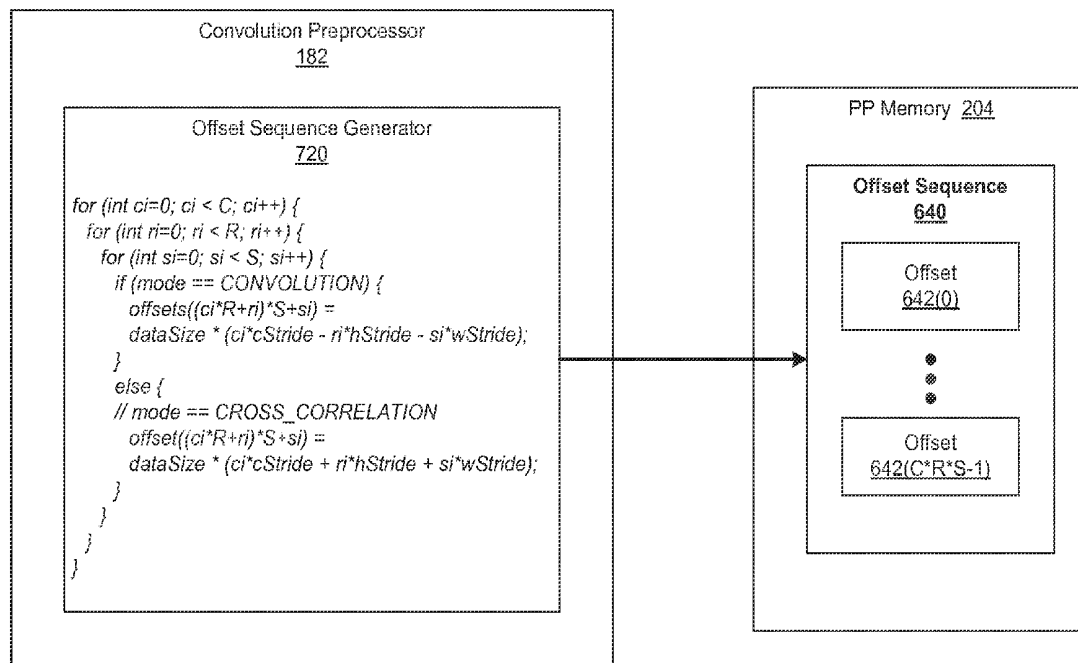 Convolution Preprocessor
182
Offset Sequence Generator
720
for (int ci=0; ci < C; ci++) {
for (int ri=0; ri < R; ri++) {
for (int si=0; si < S; si++) {
if (mode == CONVOLUTION) {
offsets((ci*R+ri)*S+si) =
dataSize * (ci*cStride - ri*hStride - si*wStride);
}
else {
// mode == CROSS_CORRELATION
offset((ci*R+ri)*S+si) =
dataSize * (ci*cStride + ri*hStride + si*wStride);
}
}
}
}
PP Memory 204
Offset Sequence
640
Offset
642(0)
Offset
642(C*R*S-1)